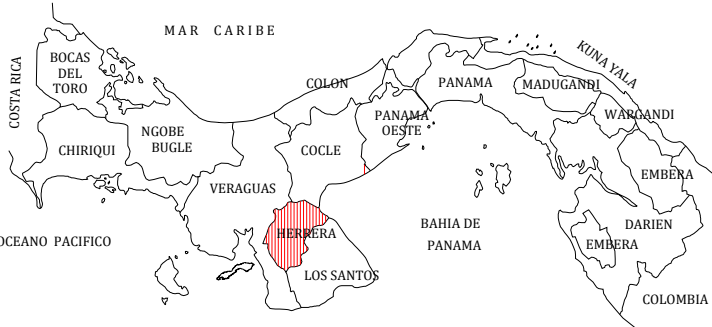 MAR CARIBE
COSTA RICA
BOCAS
DEL
TORO
KUNA YALA
COLON
PANAMA
MADUGANDI
WARGANDI
PANAMA
OESTE
NGOBE
BUGLE
CHIRIQUI
COCLE
EMBERA
VERAGUAS
HERRERA
BAHIA DE
PANAMA
DARIEN
EMBERA
OCEANO PACIFICO
LOS SANTOS
COLOMBIA